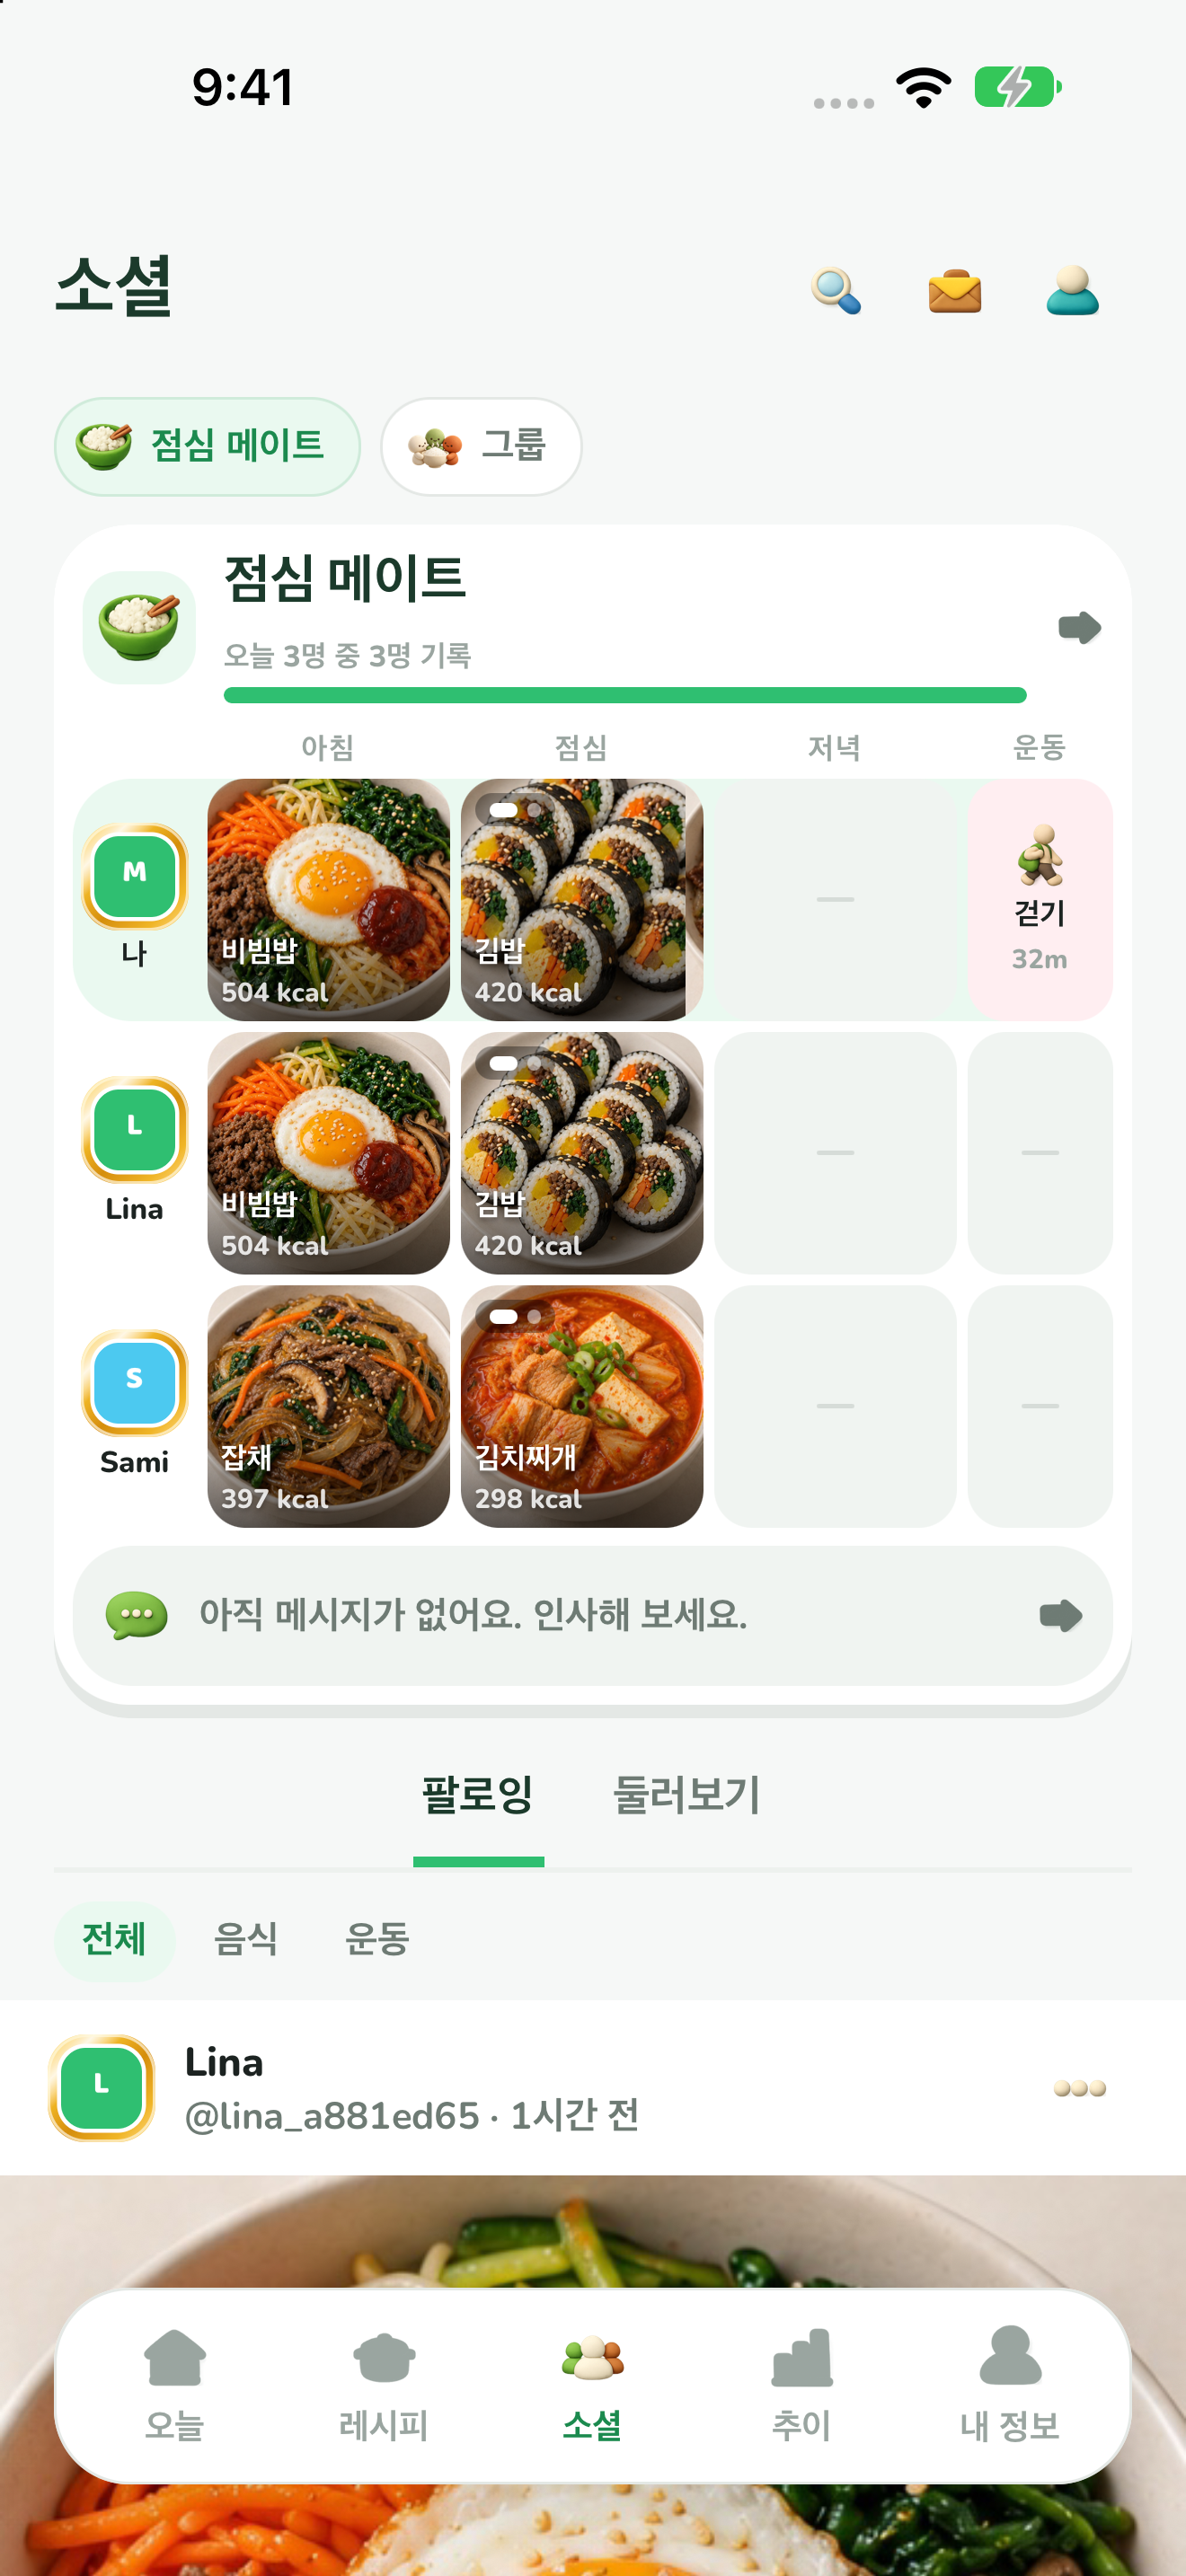 9:41
소셜
점심 메이트
그룹
점심 메이트
오늘 3명 중 3명 기록
아침 점심 저녁 운동
M
나
비빔밥
504 kcal
김밥
420 kcal
걷기
32m
L
Lina
비빔밥
504 kcal
김밥
420 kcal
S
Sami
잡채
397 kcal
김치찌개
298 kcal
아직 메시지가 없어요. 인사해 보세요.
팔로잉 둘러보기
전체 음식 운동
L
Lina
@lina_a881ed65 · 1시간 전
오늘 레시피 소셜 추이 내 정보